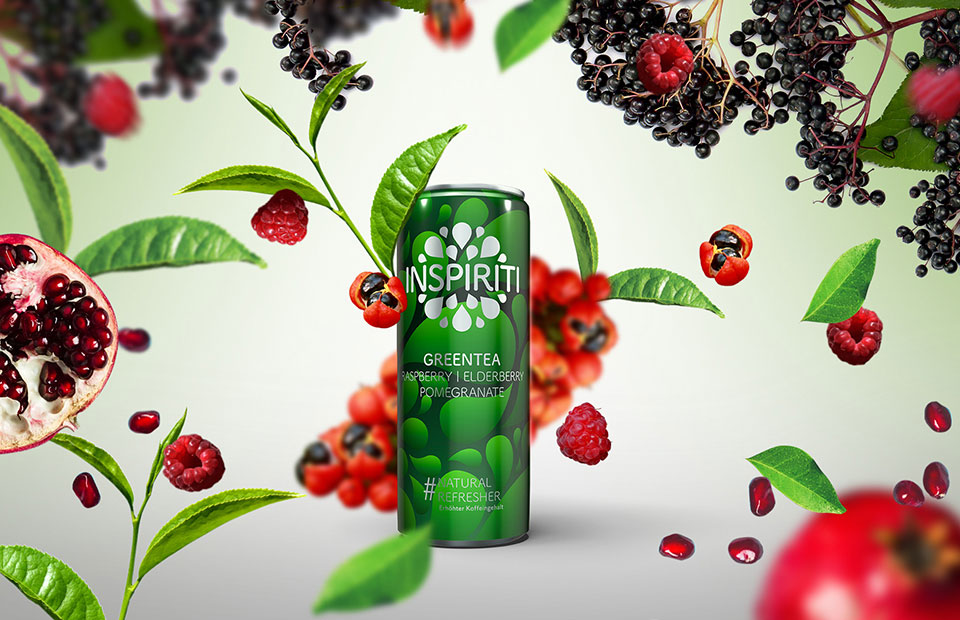 INSPIRITI
GREENTEA
RASPBERRY | ELDERBERRY
POMEGRANATE
#NATURAL
REFRESHER
Erhöhter Koffeingehalt